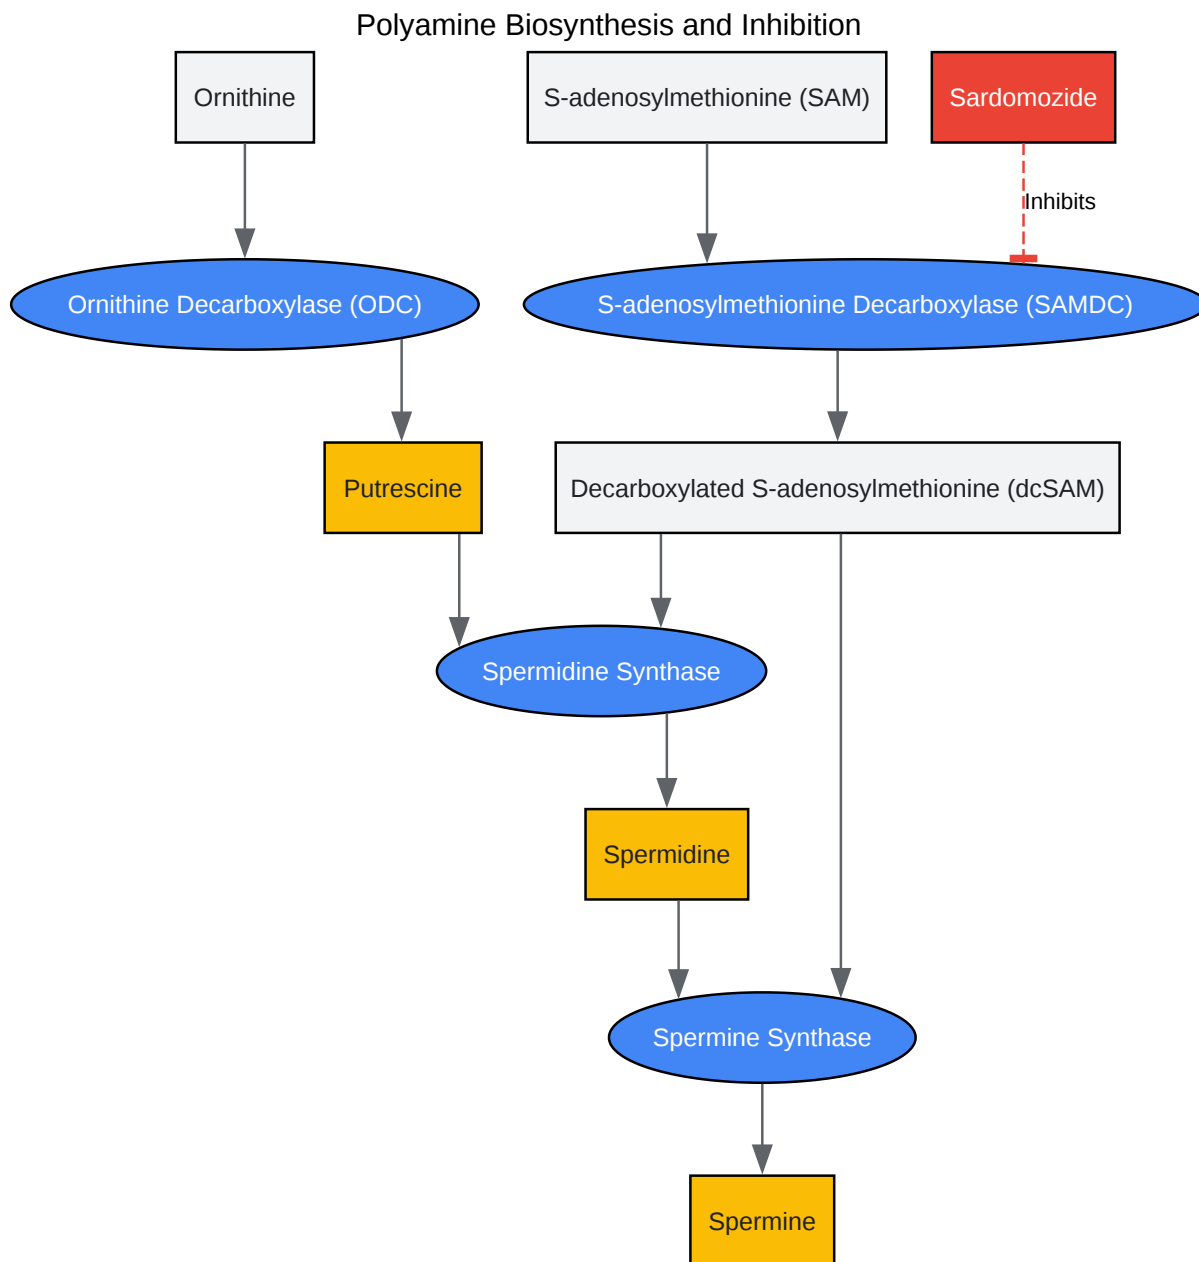 Polyamine Biosynthesis and Inhibition
Ornithine
S-adenosylmethionine (SAM)
Sardomozide
Inhibits
Ornithine Decarboxylase (ODC)
S-adenosylmethionine Decarboxylase (SAMDC)
Putrescine
Decarboxylated S-adenosylmethionine (dcSAM)
Spermidine Synthase
Spermidine
Spermine Synthase
Spermine